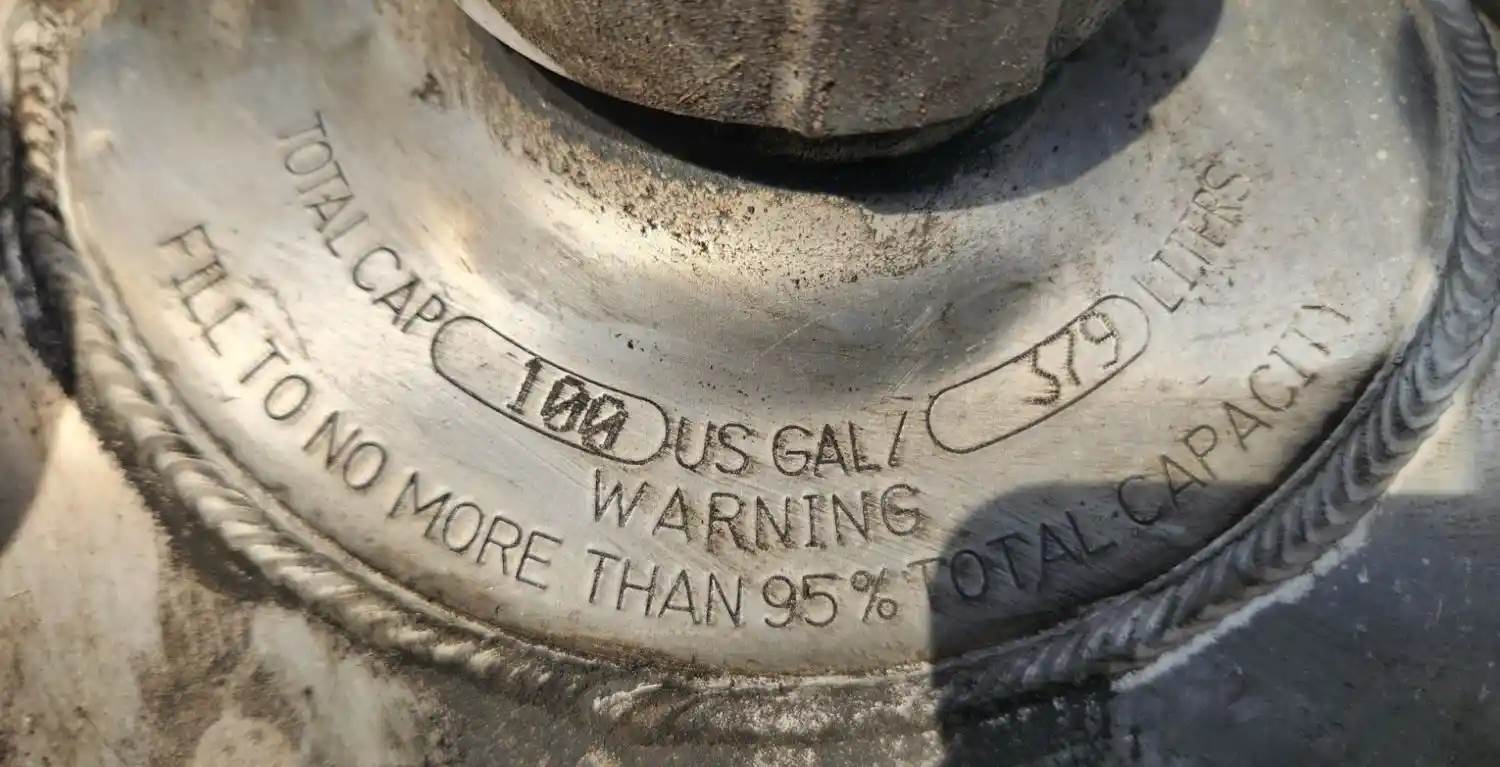 TOTAL CAP 100 US GAL/ 379 LITERS
WARNING
FILL TO NO MORE THAN 95% TOTAL CAPACITY